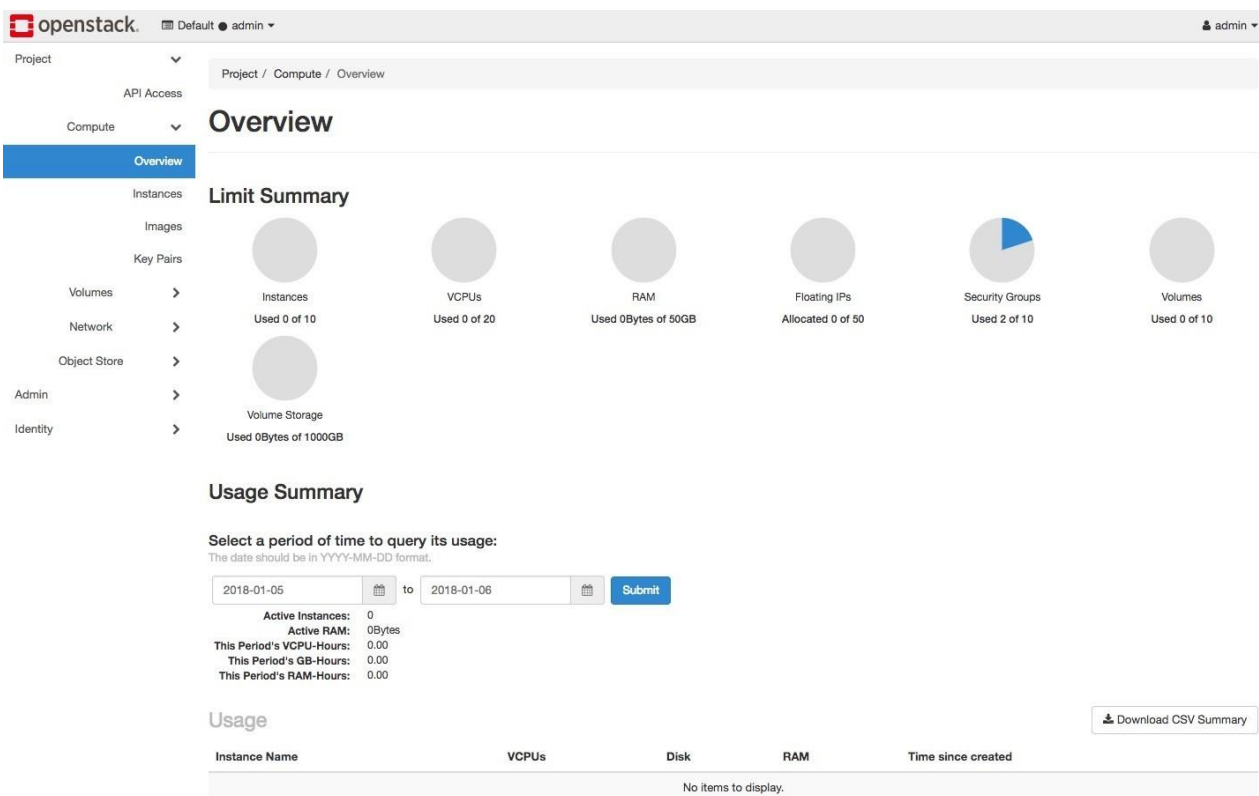 openstack. Default ● admin
admin
Project
API Access
Compute
Overview
Instances
Images
Key Pairs
Volumes
Network
Object Store
Admin
Identity
Project / Compute / Overview
Overview
Limit Summary
Instances
Used 0 of 10
VCPUs
Used 0 of 20
RAM
Used 0Bytes of 50GB
Floating IPs
Allocated 0 of 50
Security Groups
Used 2 of 10
Volumes
Used 0 of 10
Volume Storage
Used 0Bytes of 1000GB
Usage Summary
Select a period of time to query its usage:
The date should be in YYYY-MM-DD format.
2018-01-05 to 2018-01-06 Submit
Active Instances: 0
Active RAM: 0Bytes
This Period's VCPU-Hours: 0.00
This Period's GB-Hours: 0.00
This Period's RAM-Hours: 0.00
Usage
Download CSV Summary
Instance Name VCPUs Disk RAM Time since created
No items to display.